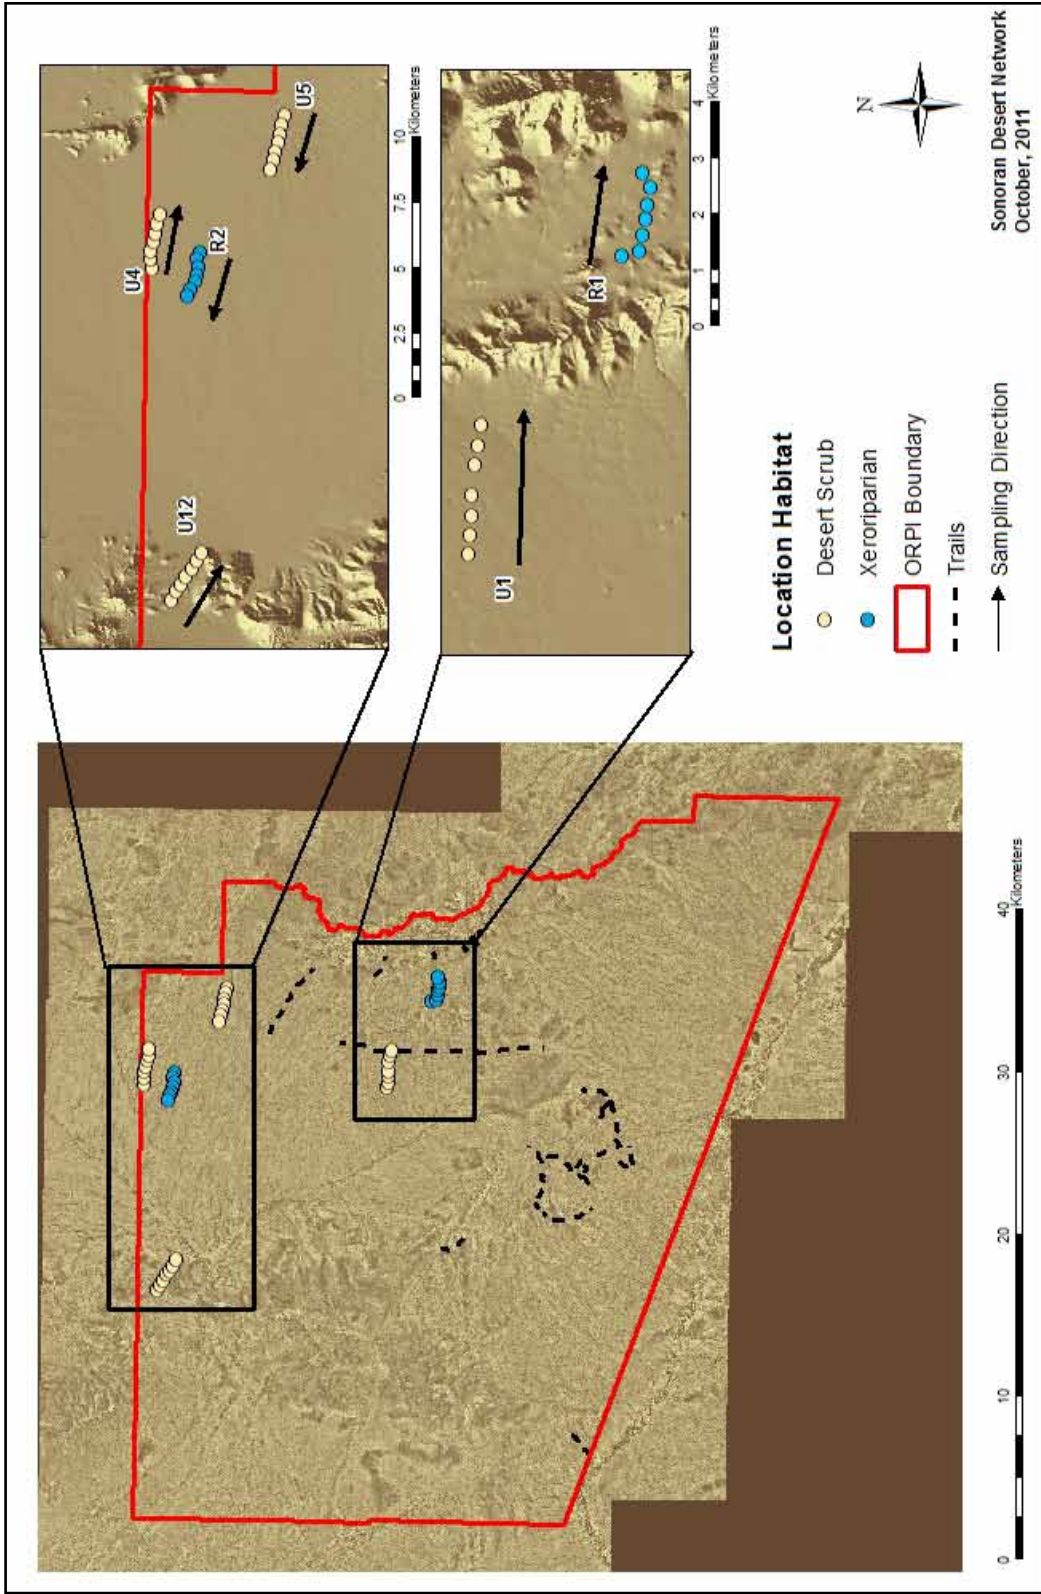 U12
U4
R2
U5
0
2.5
5
7.5
10
Kilometers
U1
R1
0
1
2
3
4
Kilometers
Location Habitat
Desert Scrub
Xeroriparian
ORPI Boundary
Trails
Sampling Direction
N
Sonoran Desert Network
October, 2011
0
10
20
30
40
Kilometers